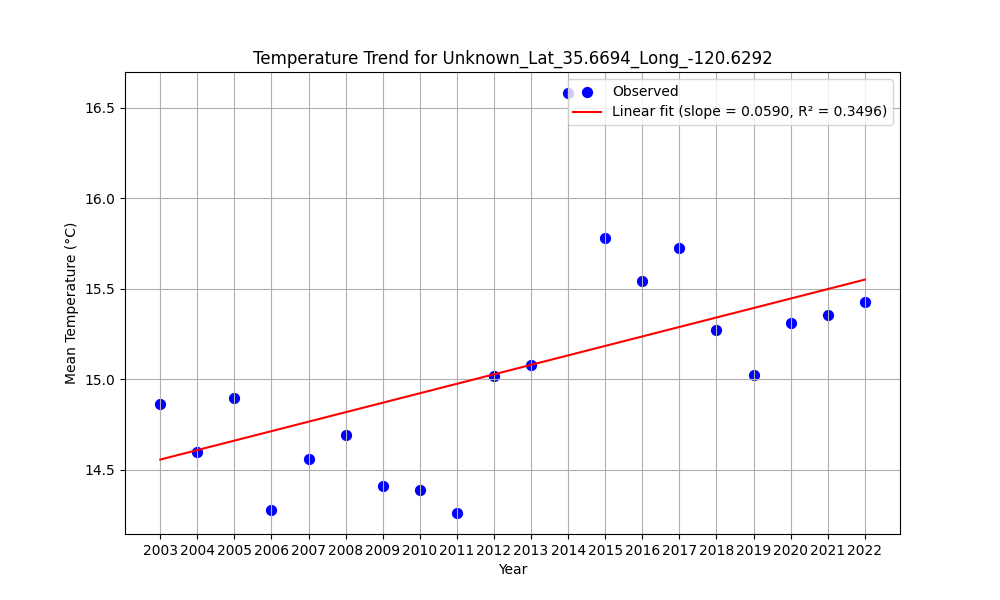 Temperature Trend for Unknown_Lat_35.6694_Long_-120.6292
Observed
Linear fit (slope = 0.0590, R² = 0.3496)
Mean Temperature (°C)
16.5
16.0
15.5
15.0
14.5
2003 2004 2005 2006 2007 2008 2009 2010 2011 2012 2013 2014 2015 2016 2017 2018 2019 2020 2021 2022
Year